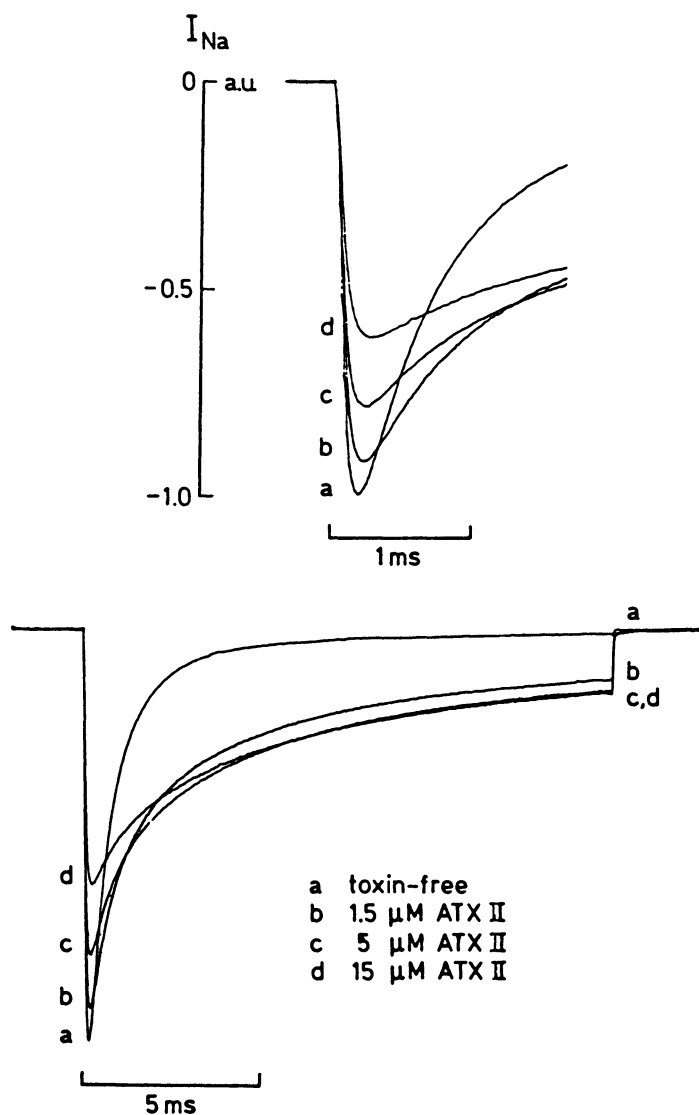 I Na
0 a.u
-0.5
-1.0
d
c
b
a
1 ms
a
b
c,d
d
c
b
a
a toxin-free
b 1.5 μM ATX II
c 5 μM ATX II
d 15 μM ATX II
5 ms